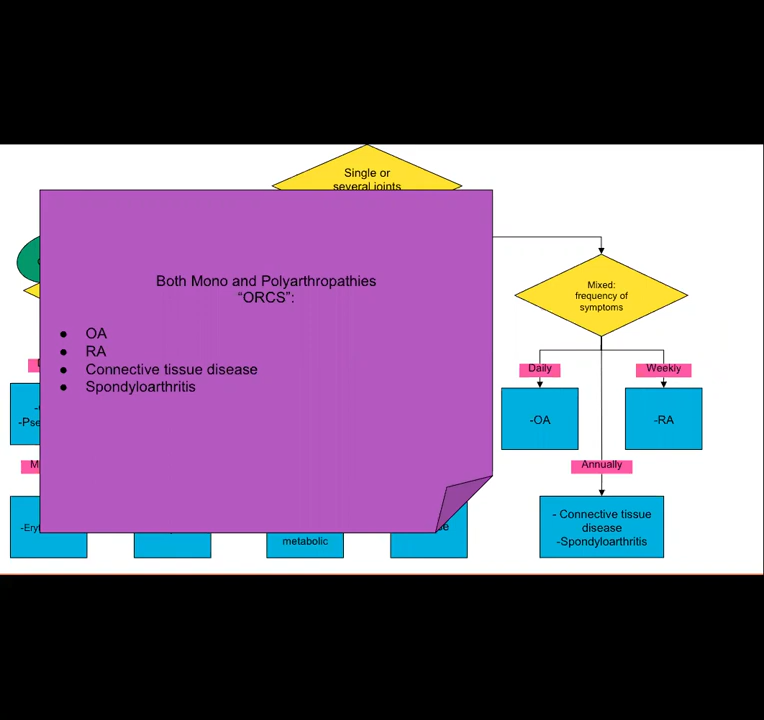 Single or
several joints
Both Mono and Polyarthropathies
“ORCS”:
● OA
● RA
● Connective tissue disease
● Spondyloarthritis
Mixed:
frequency of
symptoms
Daily
Weekly
-OA
-RA
Annually
- Connective tissue
disease
-Spondyloarthritis
metabolic